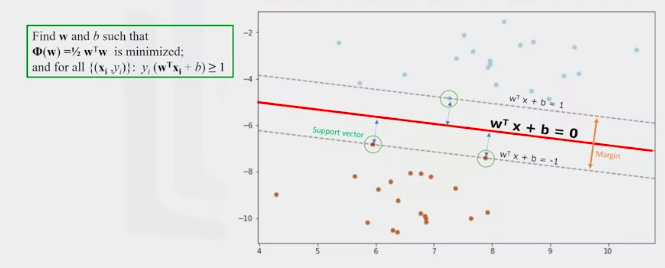 Find w and b such that
Φ(w) =½ wᵀw is minimized;
and for all {(xᵢ ,yᵢ)}: yᵢ (wᵀxᵢ + b) ≥ 1
−2
−4
−6
−8
−10
4
5
6
7
8
9
10
wᵀ x + b = 1
wᵀ x + b = 0
Support vector
wᵀ x + b = -1
Margin